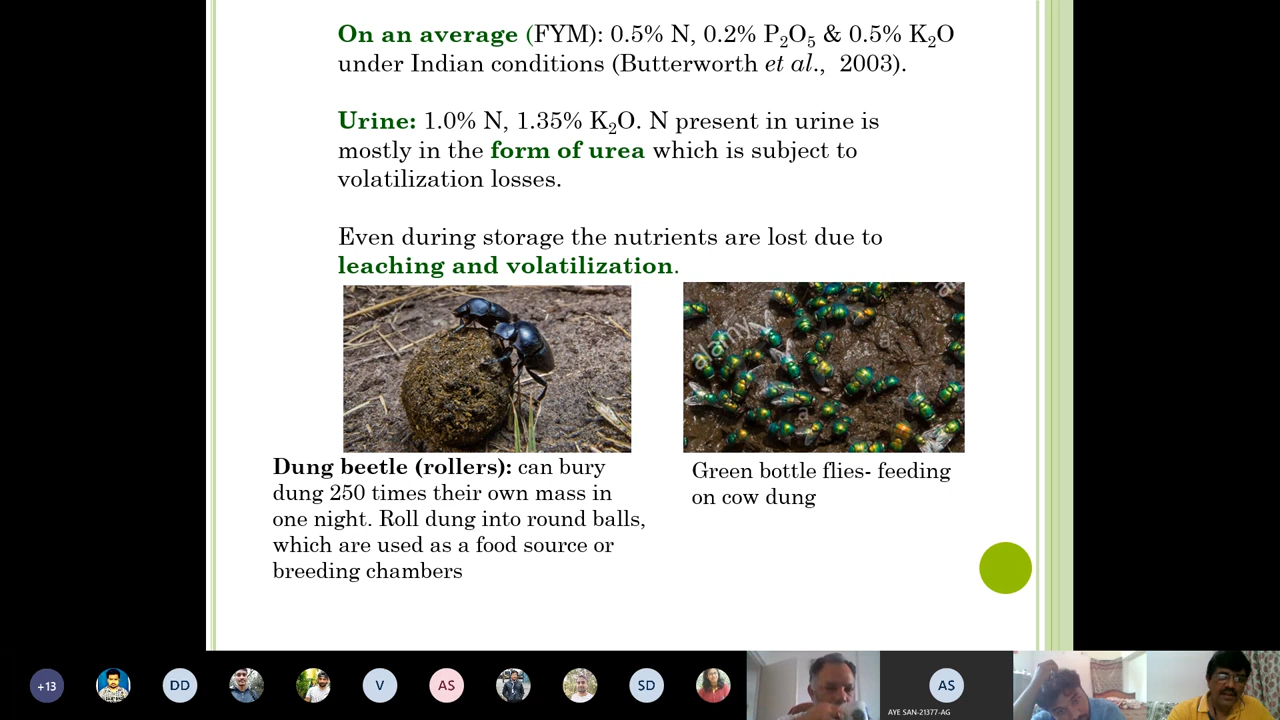 On an average (FYM): 0.5% N, 0.2% P₂O₅ & 0.5% K₂O
under Indian conditions (Butterworth et al., 2003).
Urine: 1.0% N, 1.35% K₂O. N present in urine is
mostly in the form of urea which is subject to
volatilization losses.
Even during storage the nutrients are lost due to
leaching and volatilization.
alamy
a
a
a
Dung beetle (rollers): can bury
dung 250 times their own mass in
one night. Roll dung into round balls,
which are used as a food source or
breeding chambers
Green bottle flies- feeding
on cow dung
+13
DD
V
AS
SD
AS
AYE SAN-21377-AG